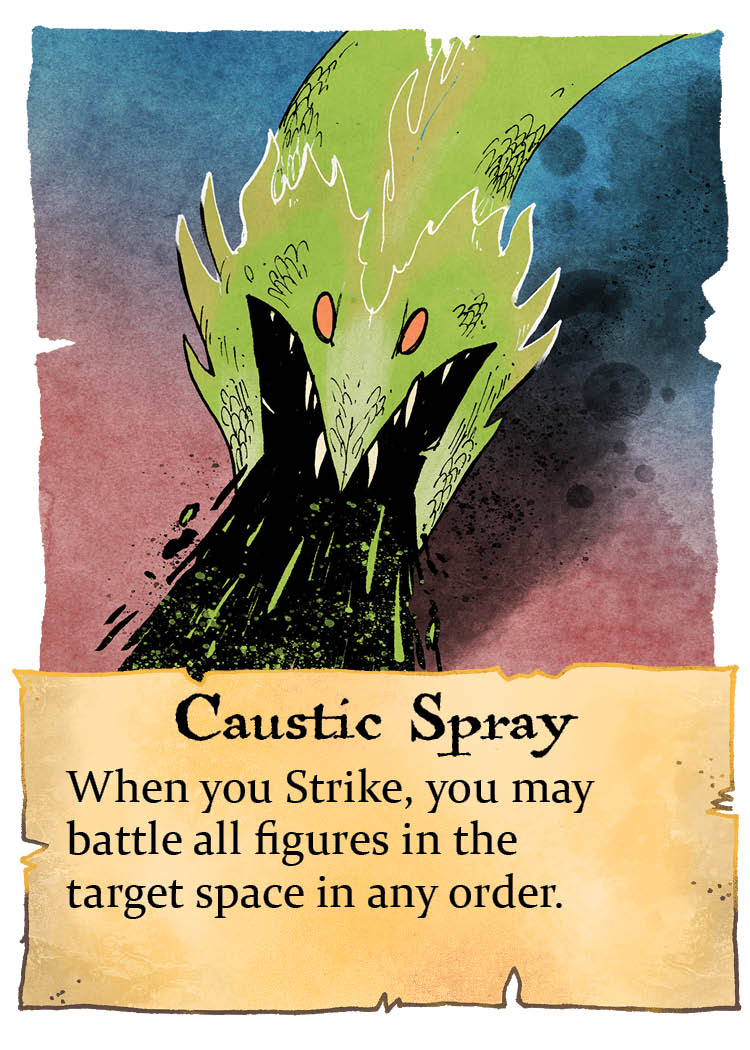 Caustic Spray
When you Strike, you may
battle all figures in the
target space in any order.